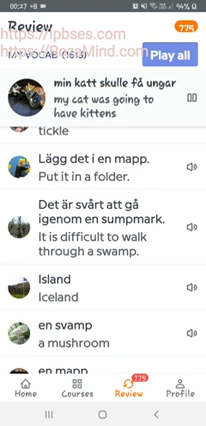 00:27 +B
94%
Review
775
https://ipbses.com
https://RozaMind.com
MY VOCAB (1613)
Play all
min katt skulle få ungar
my cat was going to
have kittens
tickle
Lägg det i en mapp.
Put it in a folder.
Det är svårt att gå
igenom en sumpmark.
It is difficult to walk
through a swamp.
Island
Iceland
en svamp
a mushroom
en mapp
775
Home
Courses
Review
Profile